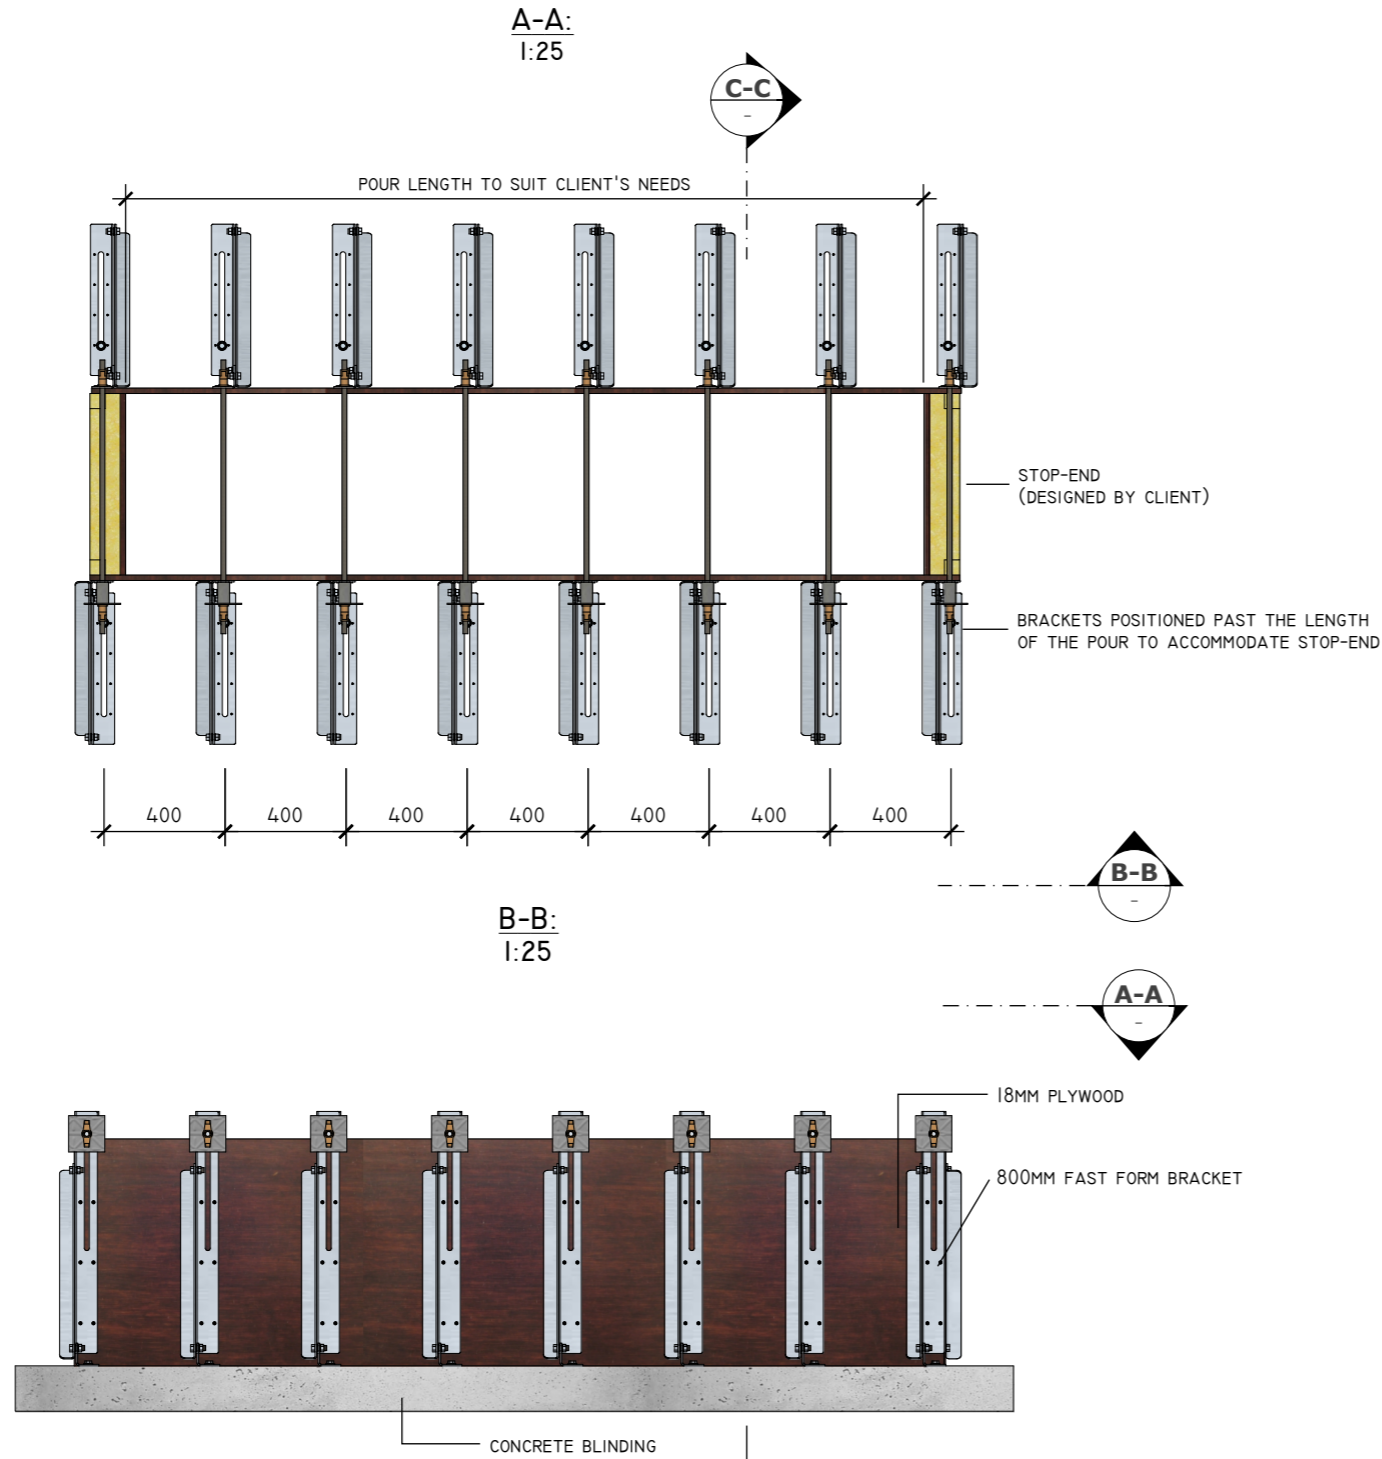 A-A:
1:25
C-C
-
POUR LENGTH TO SUIT CLIENT'S NEEDS
STOP-END
(DESIGNED BY CLIENT)
BRACKETS POSITIONED PAST THE LENGTH
OF THE POUR TO ACCOMMODATE STOP-END
400 400 400 400 400 400 400
B-B
-
B-B:
1:25
A-A
-
18MM PLYWOOD
800MM FAST FORM BRACKET
CONCRETE BLINDING